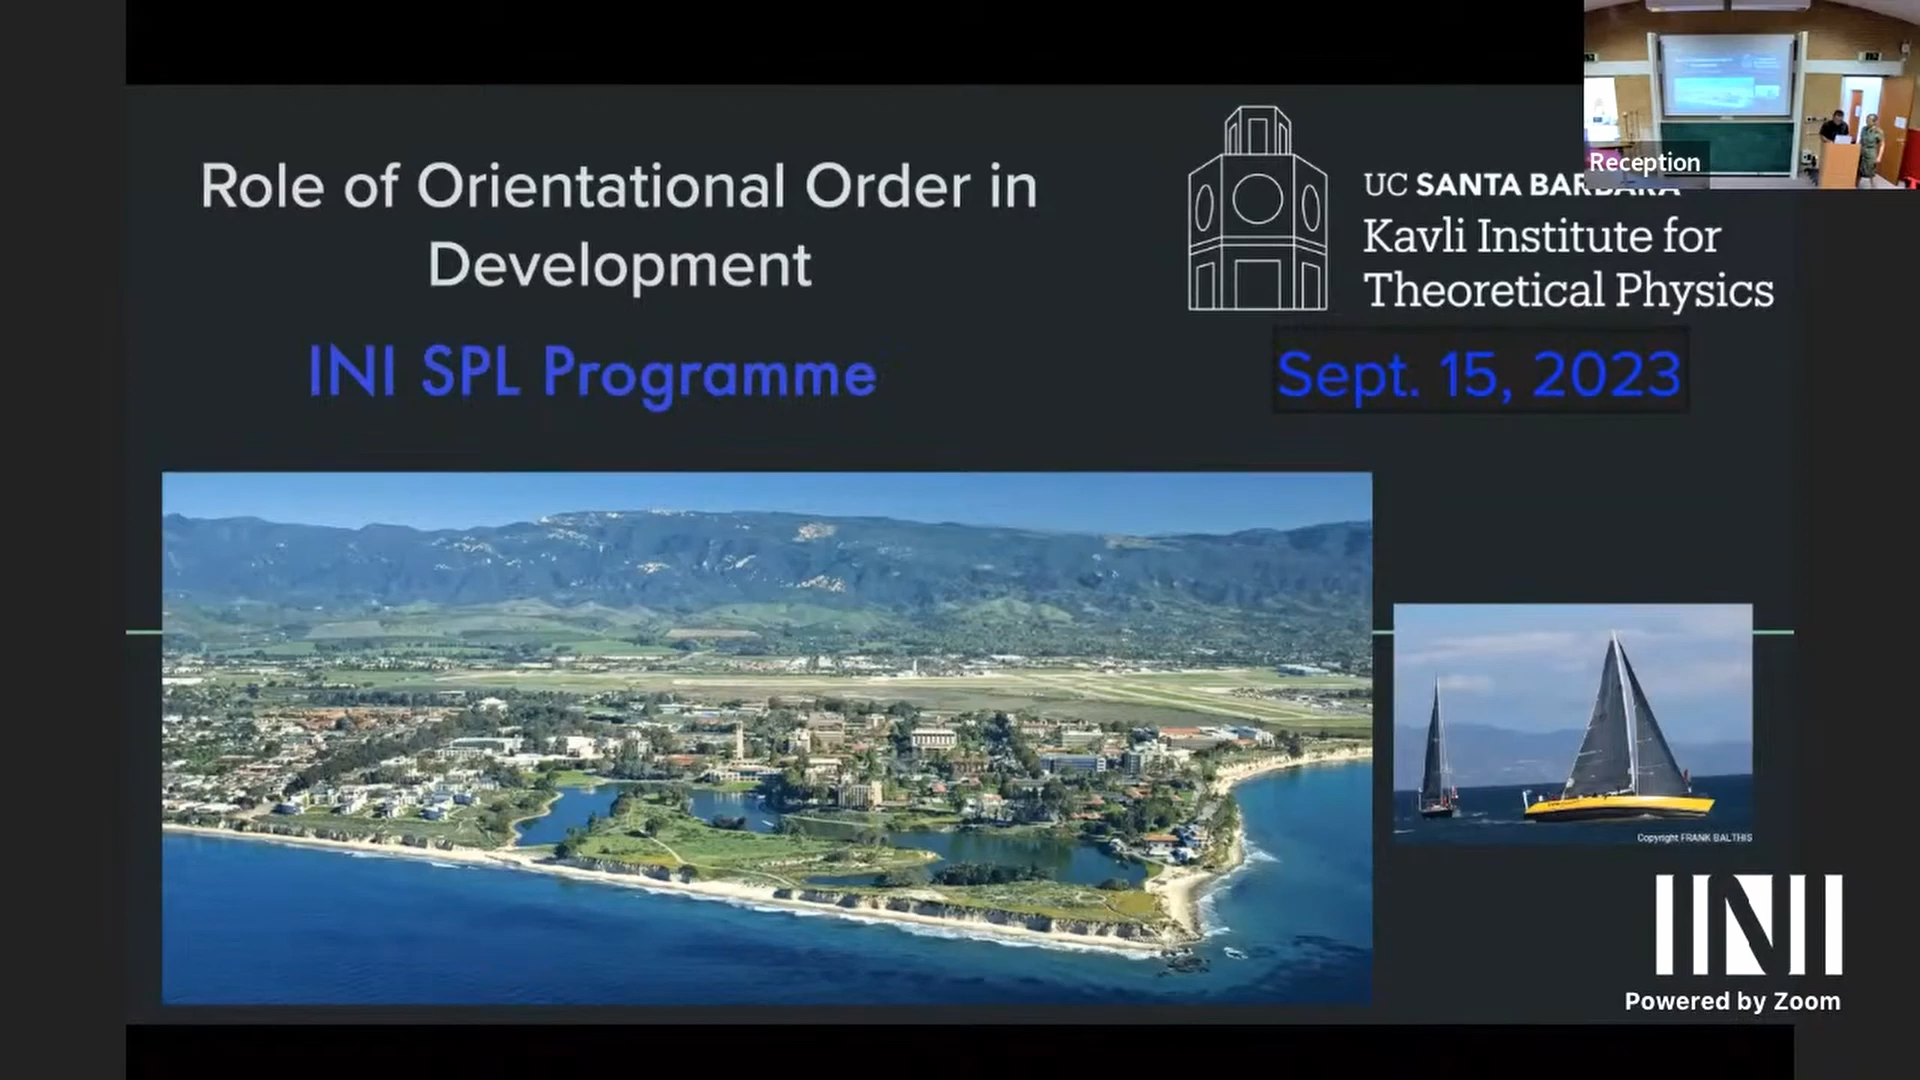 Role of Orientational Order in
Development
INI SPL Programme
UC SANTA BARBARA
Kavli Institute for
Theoretical Physics
Sept. 15, 2023
Reception
Copyright FRANK BALTHIS
INI
Powered by Zoom